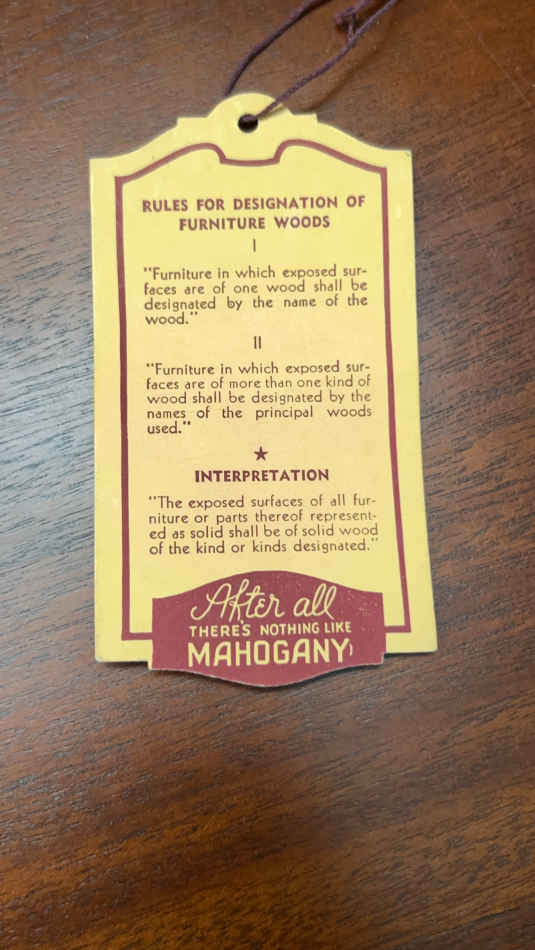 RULES FOR DESIGNATION OF
FURNITURE WOODS
I
"Furniture in which exposed sur-
faces are of one wood shall be
designated by the name of the
wood."
II
"Furniture in which exposed sur-
faces are of more than one kind of
wood shall be designated by the
names of the principal woods
used."
★
INTERPRETATION
"The exposed surfaces of all fur-
niture or parts thereof represent-
ed as solid shall be of solid wood
of the kind or kinds designated."
After all
THERE'S NOTHING LIKE
MAHOGANY)